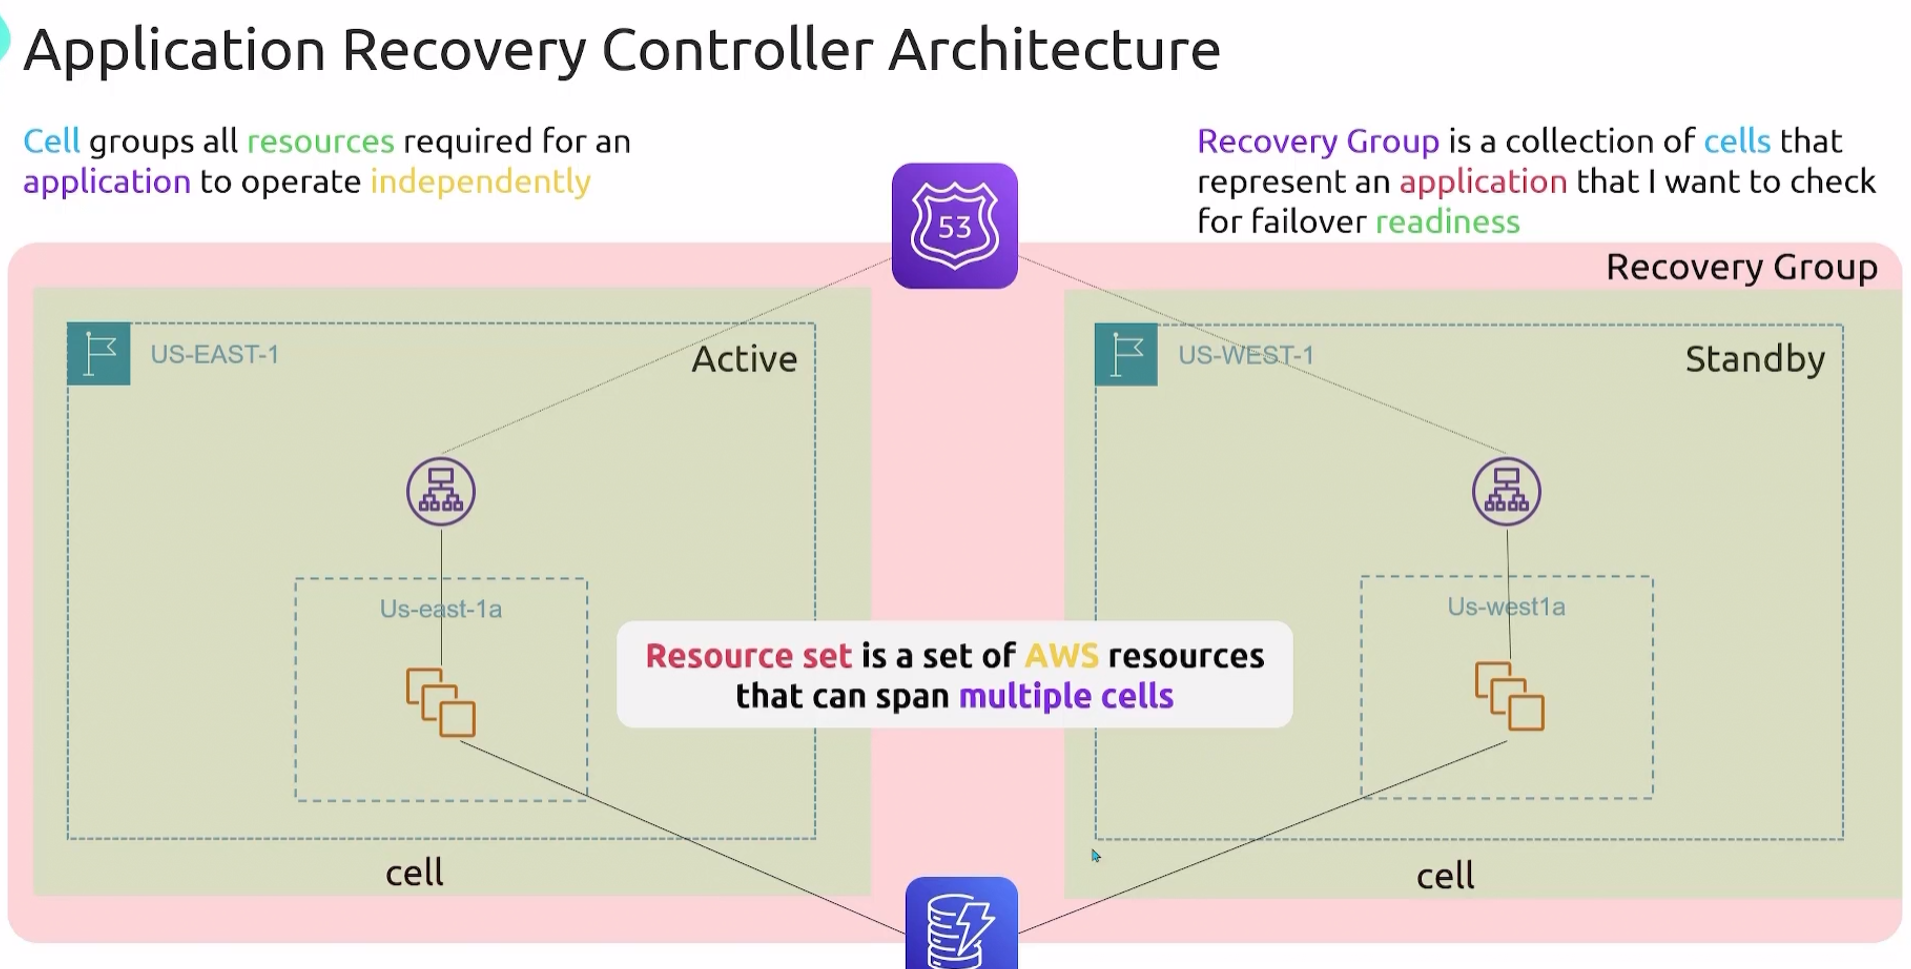 Application Recovery Controller Architecture
Cell groups all resources required for an
application to operate independently
Recovery Group is a collection of cells that
represent an application that I want to check
for failover readiness
53
Recovery Group
US-EAST-1
Active
US-WEST-1
Standby
Us-east-1a
Us-west1a
Resource set is a set of AWS resources
that can span multiple cells
cell
cell